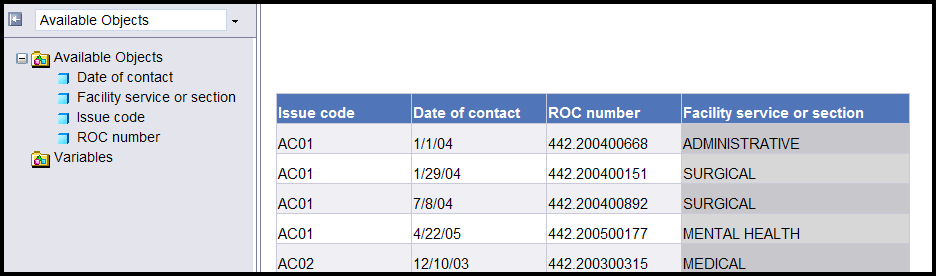 Available Objects
Available Objects
Date of contact
Facility service or section
Issue code
ROC number
Variables
Issue code Date of contact ROC number Facility service or section
AC01 1/1/04 442.200400668 ADMINISTRATIVE
AC01 1/29/04 442.200400151 SURGICAL
AC01 7/8/04 442.200400892 SURGICAL
AC01 4/22/05 442.200500177 MENTAL HEALTH
AC02 12/10/03 442.200300315 MEDICAL